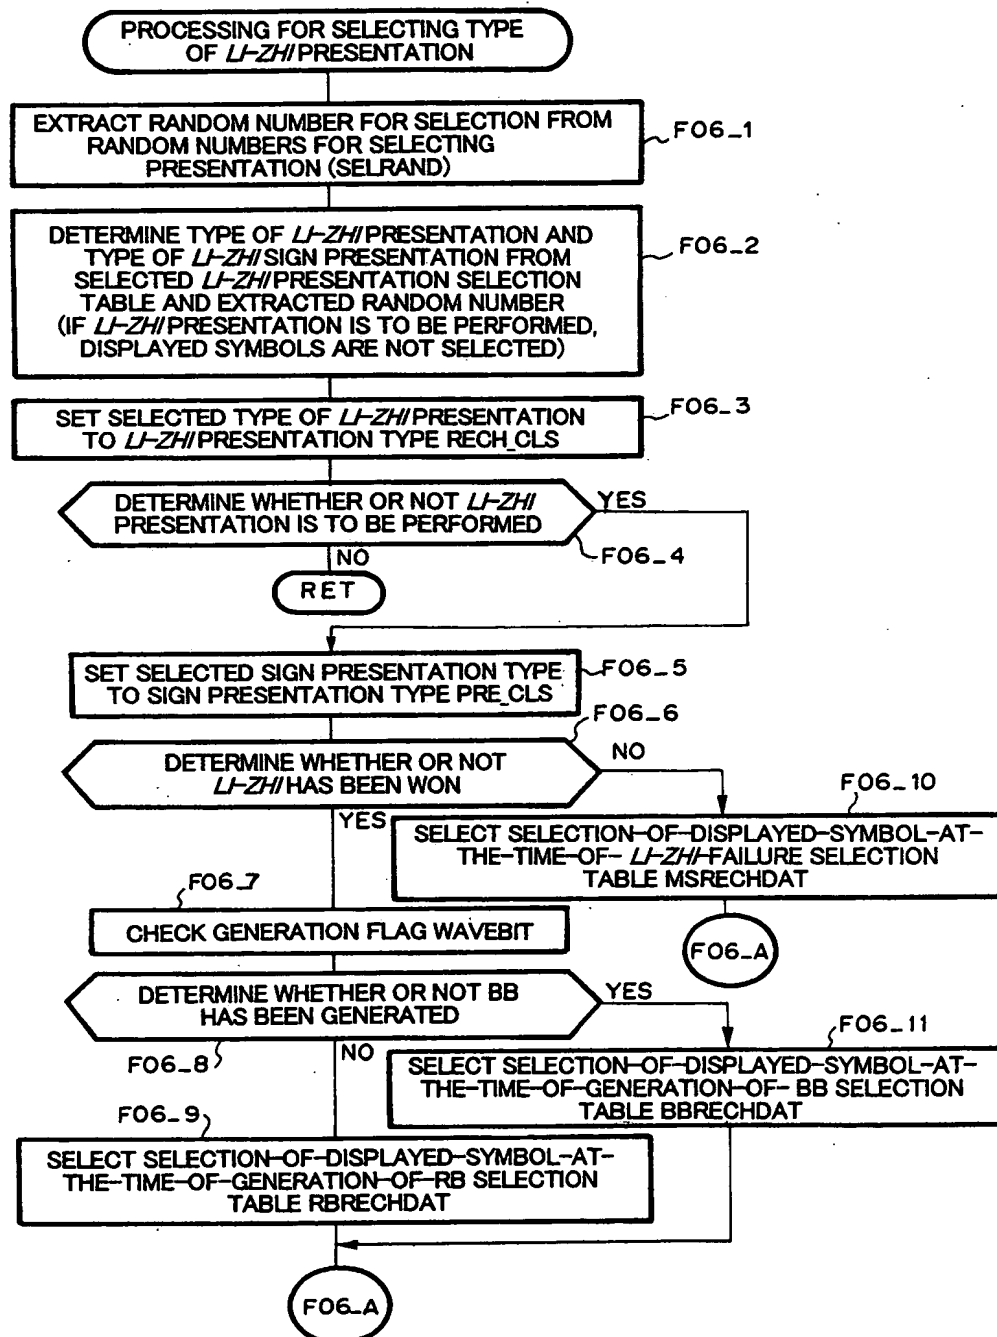 PROCESSING FOR SELECTING TYPE
OF LI-ZHI PRESENTATION
EXTRACT RANDOM NUMBER FOR SELECTION FROM
RANDOM NUMBERS FOR SELECTING
PRESENTATION (SELRAND)
F06_1
DETERMINE TYPE OF LI-ZHI PRESENTATION AND
TYPE OF LI-ZHI SIGN PRESENTATION FROM
SELECTED LI-ZHI PRESENTATION SELECTION
TABLE AND EXTRACTED RANDOM NUMBER
(IF LI-ZHI PRESENTATION IS TO BE PERFORMED,
DISPLAYED SYMBOLS ARE NOT SELECTED)
F06_2
SET SELECTED TYPE OF LI-ZHI PRESENTATION
TO LI-ZHI PRESENTATION TYPE RECH_CLS
F06_3
DETERMINE WHETHER OR NOT LI-ZHI
PRESENTATION IS TO BE PERFORMED
YES
F06_4
NO
RET
SET SELECTED SIGN PRESENTATION TYPE
TO SIGN PRESENTATION TYPE PRE_CLS
F06_5
F06_6
DETERMINE WHETHER OR NOT
LI-ZHI HAS BEEN WON
NO
YES
F06_10
SELECT SELECTION-OF-DISPLAYED-SYMBOL-AT-
THE-TIME-OF- LI-ZHI-FAILURE SELECTION
TABLE MSRECHDAT
F06_A
F06_7
CHECK GENERATION FLAG WAVEBIT
DETERMINE WHETHER OR NOT BB
HAS BEEN GENERATED
YES
F06_8
NO
F06_11
SELECT SELECTION-OF-DISPLAYED-SYMBOL-AT-
THE-TIME-OF-GENERATION-OF- BB SELECTION
TABLE BBRECHDAT
F06_9
SELECT SELECTION-OF-DISPLAYED-SYMBOL-AT-
THE-TIME-OF-GENERATION-OF-RB SELECTION
TABLE RBRECHDAT
F06_A